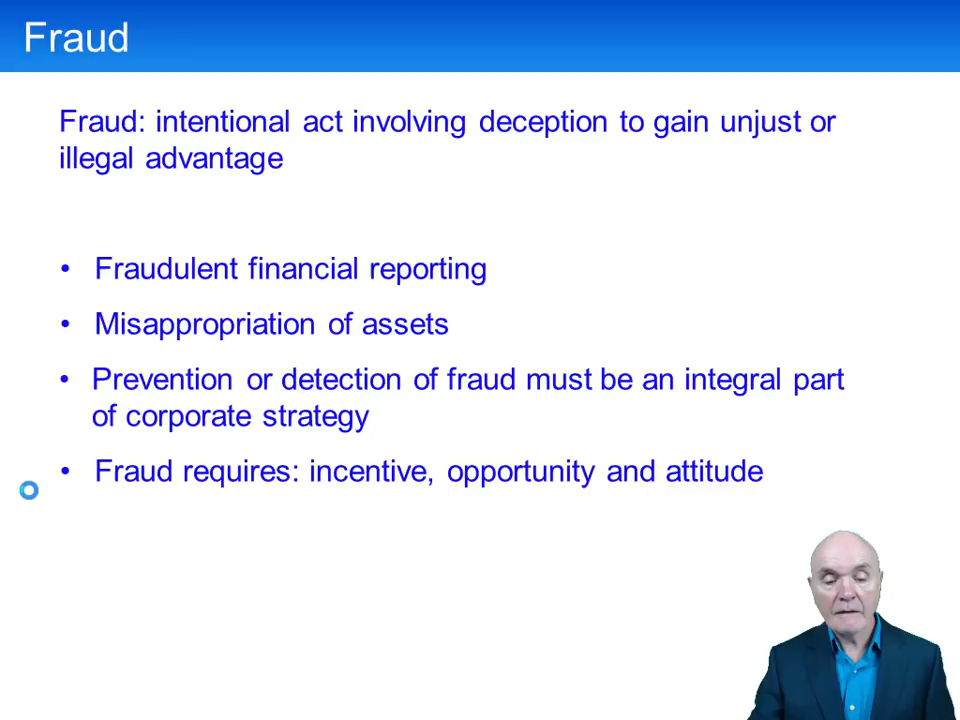 Fraud
Fraud: intentional act involving deception to gain unjust or
illegal advantage
• Fraudulent financial reporting
• Misappropriation of assets
• Prevention or detection of fraud must be an integral part
of corporate strategy
• Fraud requires: incentive, opportunity and attitude